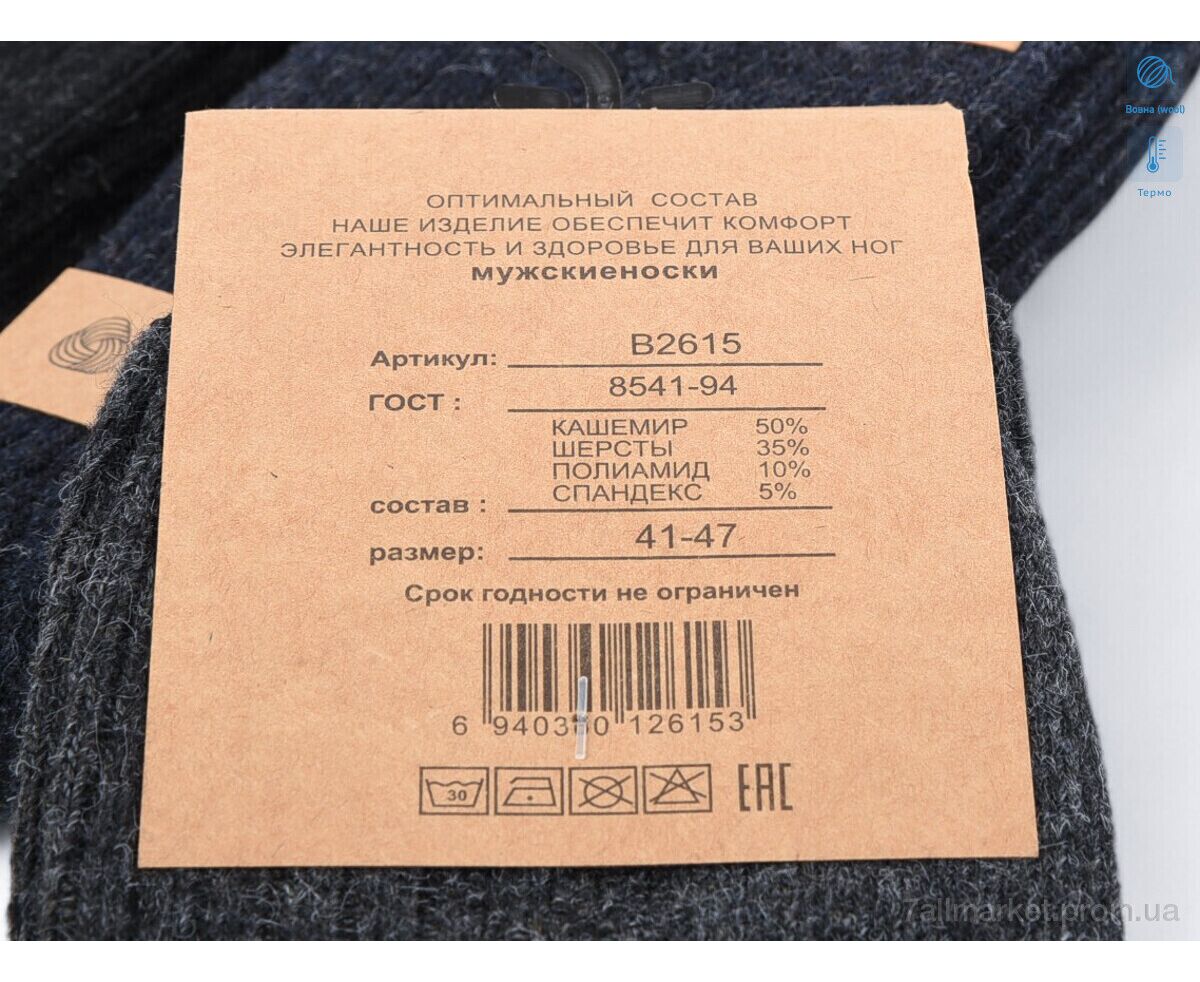 Вовна (wool)
Термо
ОПТИМАЛЬНЫЙ СОСТАВ
НАШЕ ИЗДЕЛИЕ ОБЕСПЕЧИТ КОМФОРТ
ЭЛЕГАНТНОСТЬ И ЗДОРОВЬЕ ДЛЯ ВАШИХ НОГ
МУЖСКИЕНОСКИ
Артикул: B2615
ГОСТ : 8541-94
КАШЕМИР 50%
ШЕРСТЫ 35%
ПОЛИАМИД 10%
СПАНДЕКС 5%
состав :
размер: 41-47
Срок годности не ограничен
6 940380 126153
30
EAC
7allmarket.prom.ua